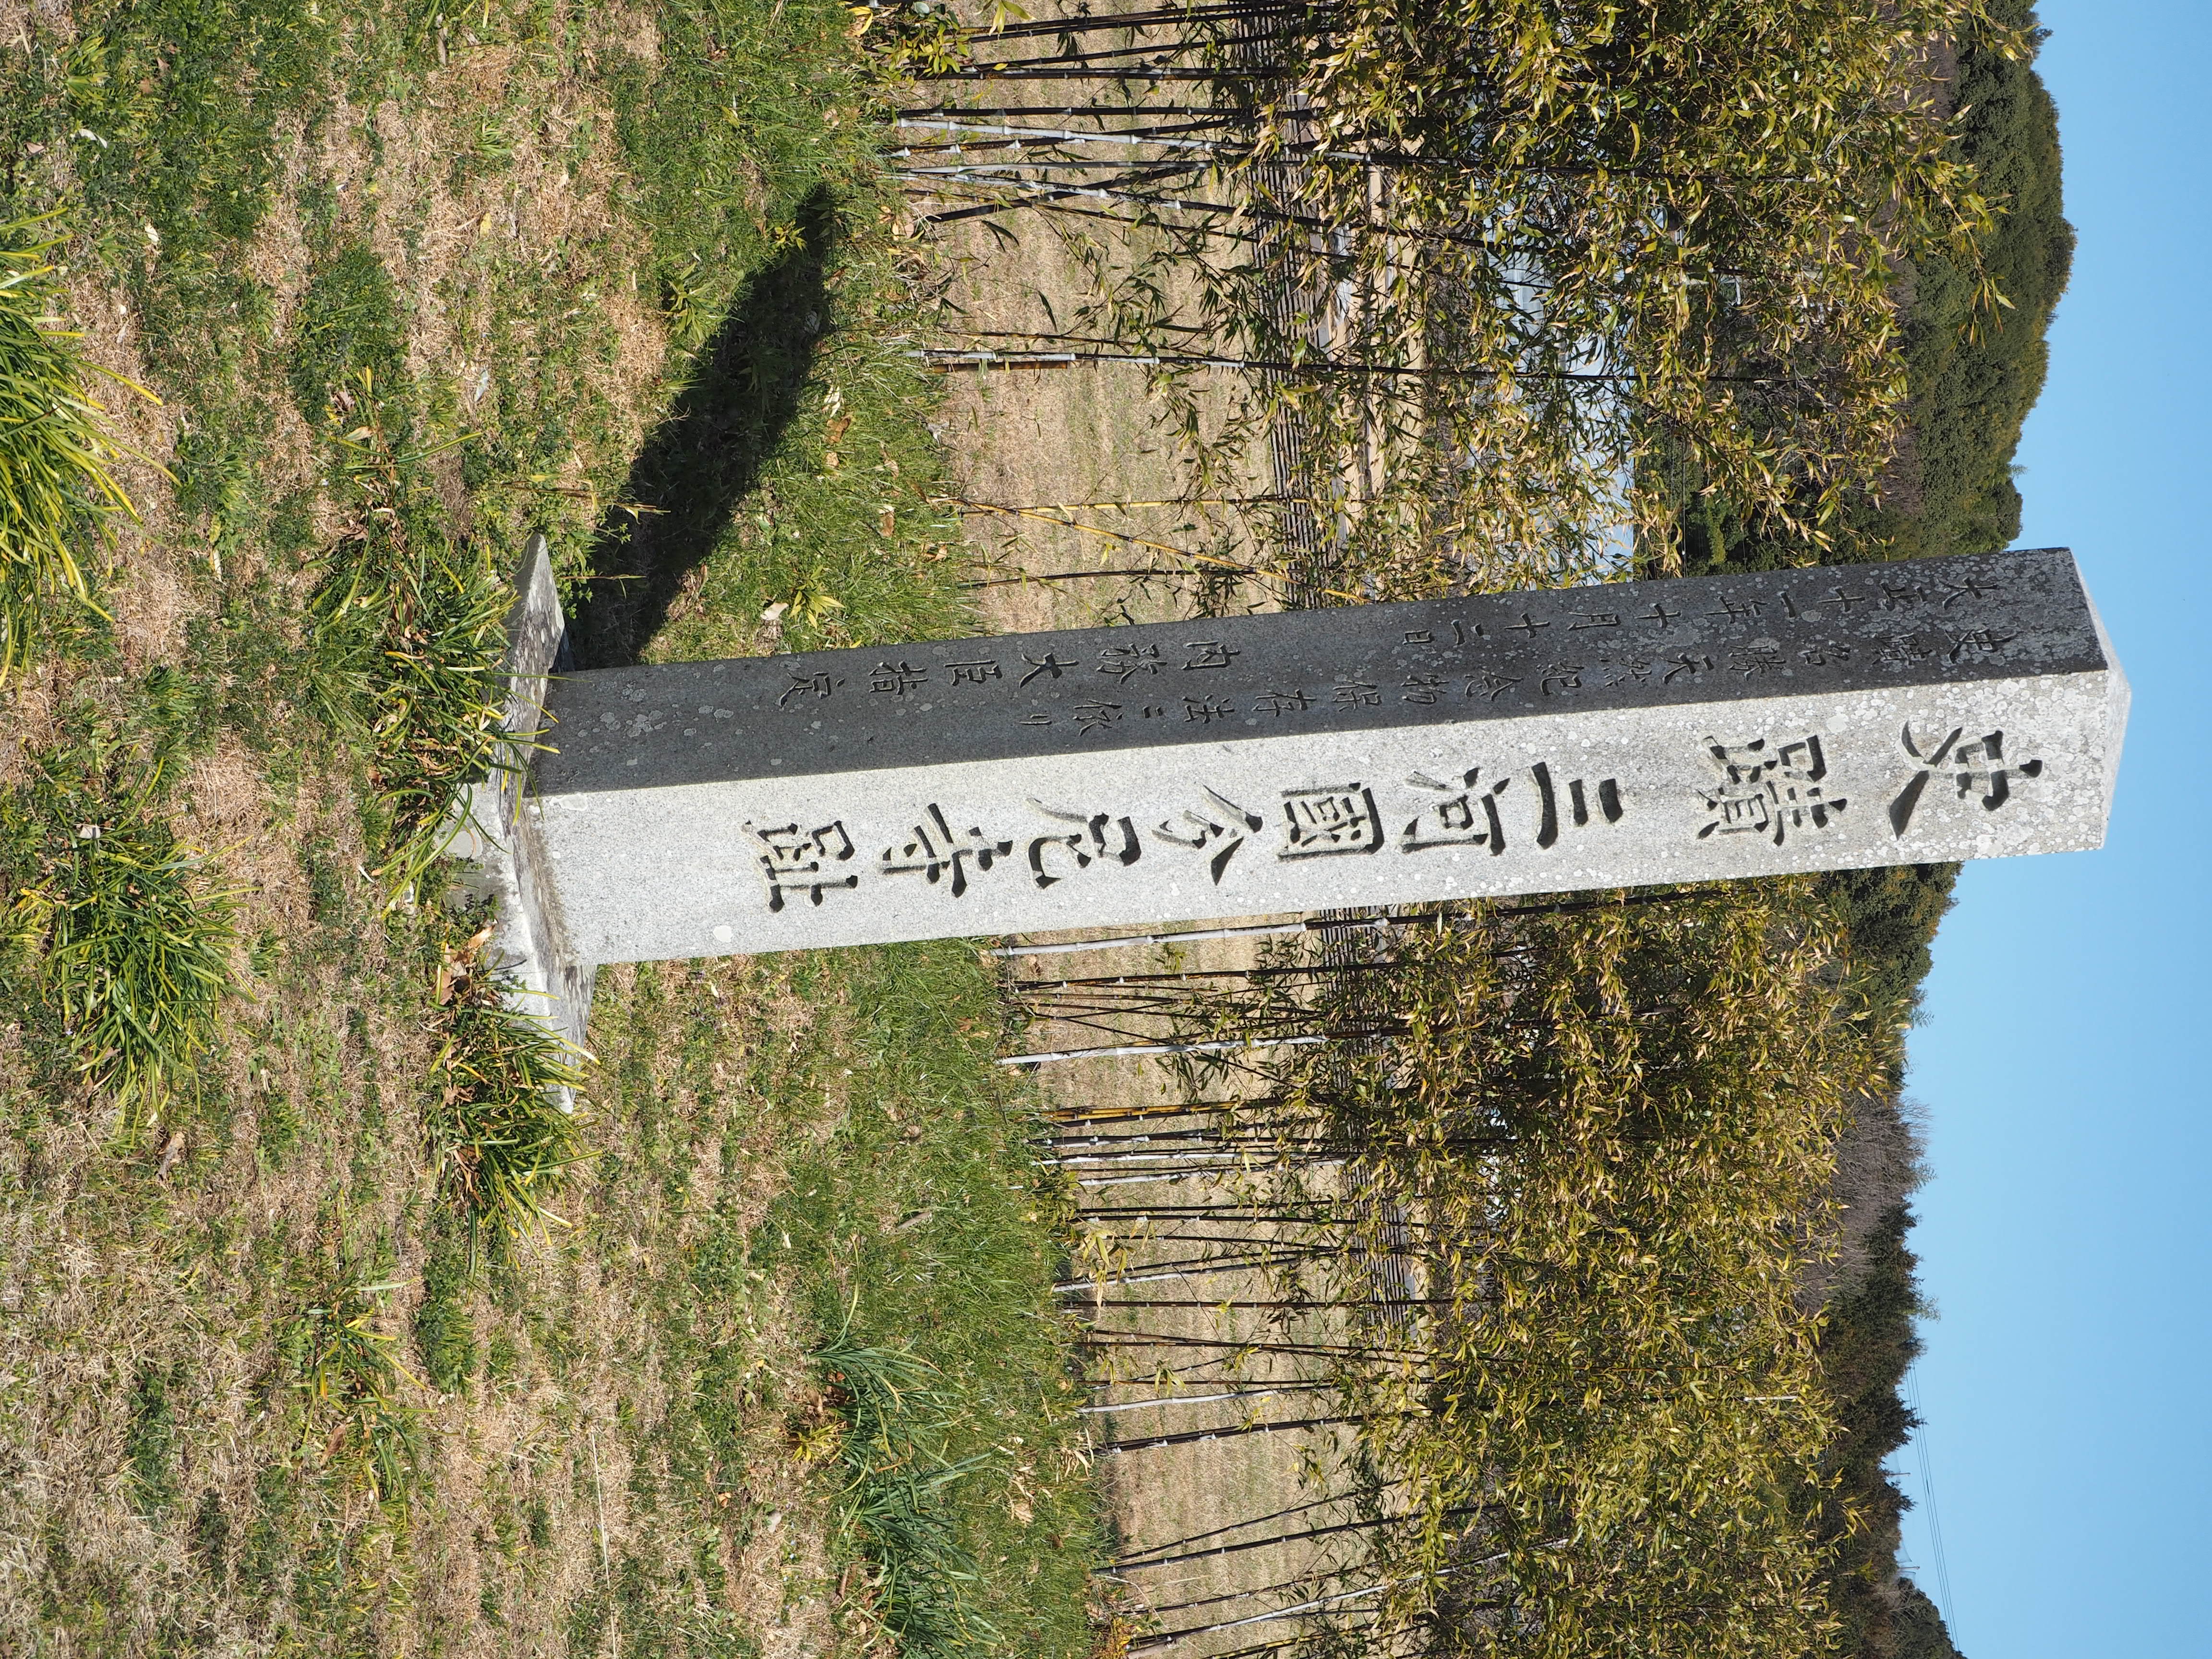 史蹟三河國分尼寺趾
史蹟名勝天然紀念物保存法ニ依リ
大正十一年十月十二日
内務大臣指定